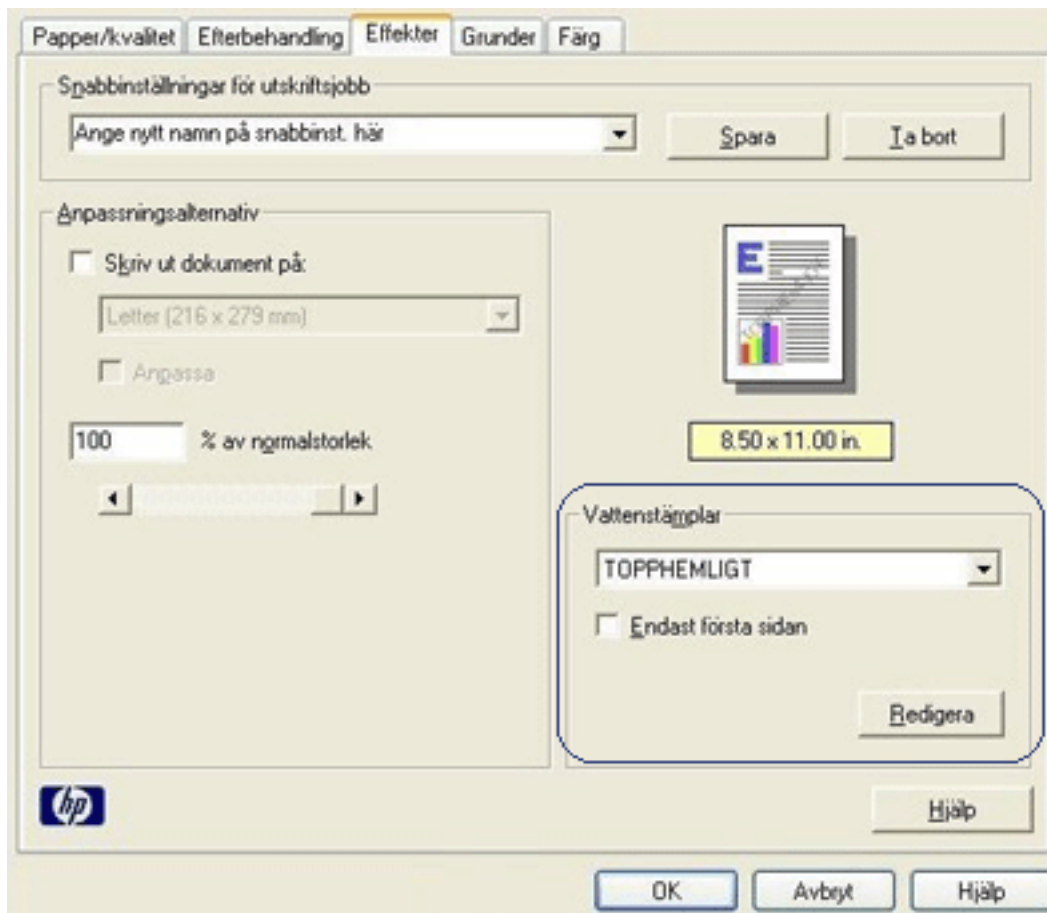 Papper/kvalitet Efterbehandling Effekter Grunder Färg
Snabbinställningar för utskriftsjobb
Ange nytt namn på snabbinst. här Spara Ta bort
Anpassningsalternativ
Skriv ut dokument på:
Letter (216 x 279 mm)
Anpassa
100 % av normalstorlek
E
8.50 x 11.00 in.
Vattenstämplar
TOPPHEMLIGT
Endast första sidan
Redigera
hp
Hjälp
OK Avbryt Hjälp